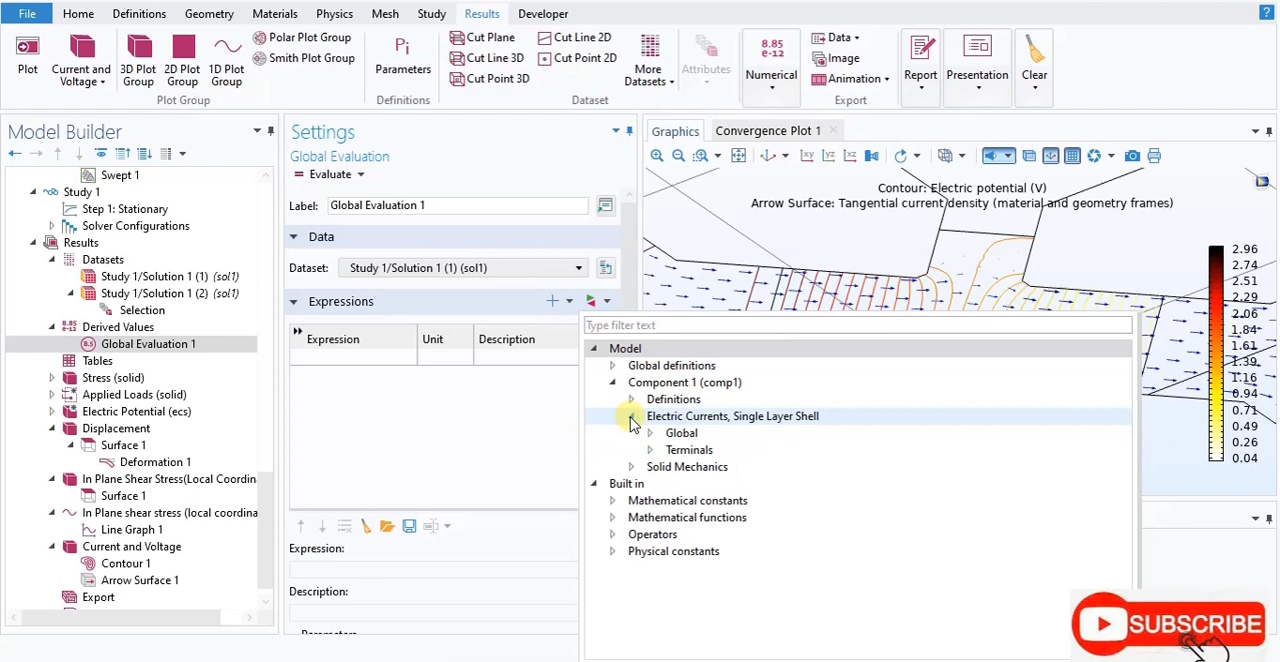 File Home Definitions Geometry Materials Physics Mesh Study Results Developer ?
Plot
Current and Voltage
3D Plot Group
2D Plot Group
1D Plot Group
Polar Plot Group
Smith Plot Group
Plot Group
Pi
Parameters
Definitions
Cut Plane
Cut Line 3D
Cut Point 3D
Cut Line 2D
Cut Point 2D
More Datasets
Dataset
Attributes
8.85
e-12
Numerical
Data
Image
Animation
Export
Report
Presentation
Clear
Model Builder
Swept 1
Study 1
Step 1: Stationary
Solver Configurations
Results
Datasets
Study 1/Solution 1 (1) (sol1)
Study 1/Solution 1 (2) (sol1)
Selection
8.85
e-12
Derived Values
8.5 Global Evaluation 1
Tables
Stress (solid)
Applied Loads (solid)
Electric Potential (ecs)
Displacement
Surface 1
Deformation 1
In Plane Shear Stress(Local Coordin
Surface 1
In Plane shear stress (local coordina
Line Graph 1
Current and Voltage
Contour 1
Arrow Surface 1
Export
Settings
Global Evaluation
= Evaluate
Label: Global Evaluation 1
Data
Dataset: Study 1/Solution 1 (1) (sol1)
Expressions
Expression Unit Description
Expression:
Description:
Type filter text
Model
Global definitions
Component 1 (comp1)
Definitions
Electric Currents, Single Layer Shell
Global
Terminals
Solid Mechanics
Built in
Mathematical constants
Mathematical functions
Operators
Physical constants
Graphics Convergence Plot 1
xy yz xz
Contour: Electric potential (V)
Arrow Surface: Tangential current density (material and geometry frames)
2.96
2.74
2.51
2.29
2.06
1.84
1.61
1.39
1.16
0.94
0.71
0.49
0.26
0.04
SUBSCRIBE